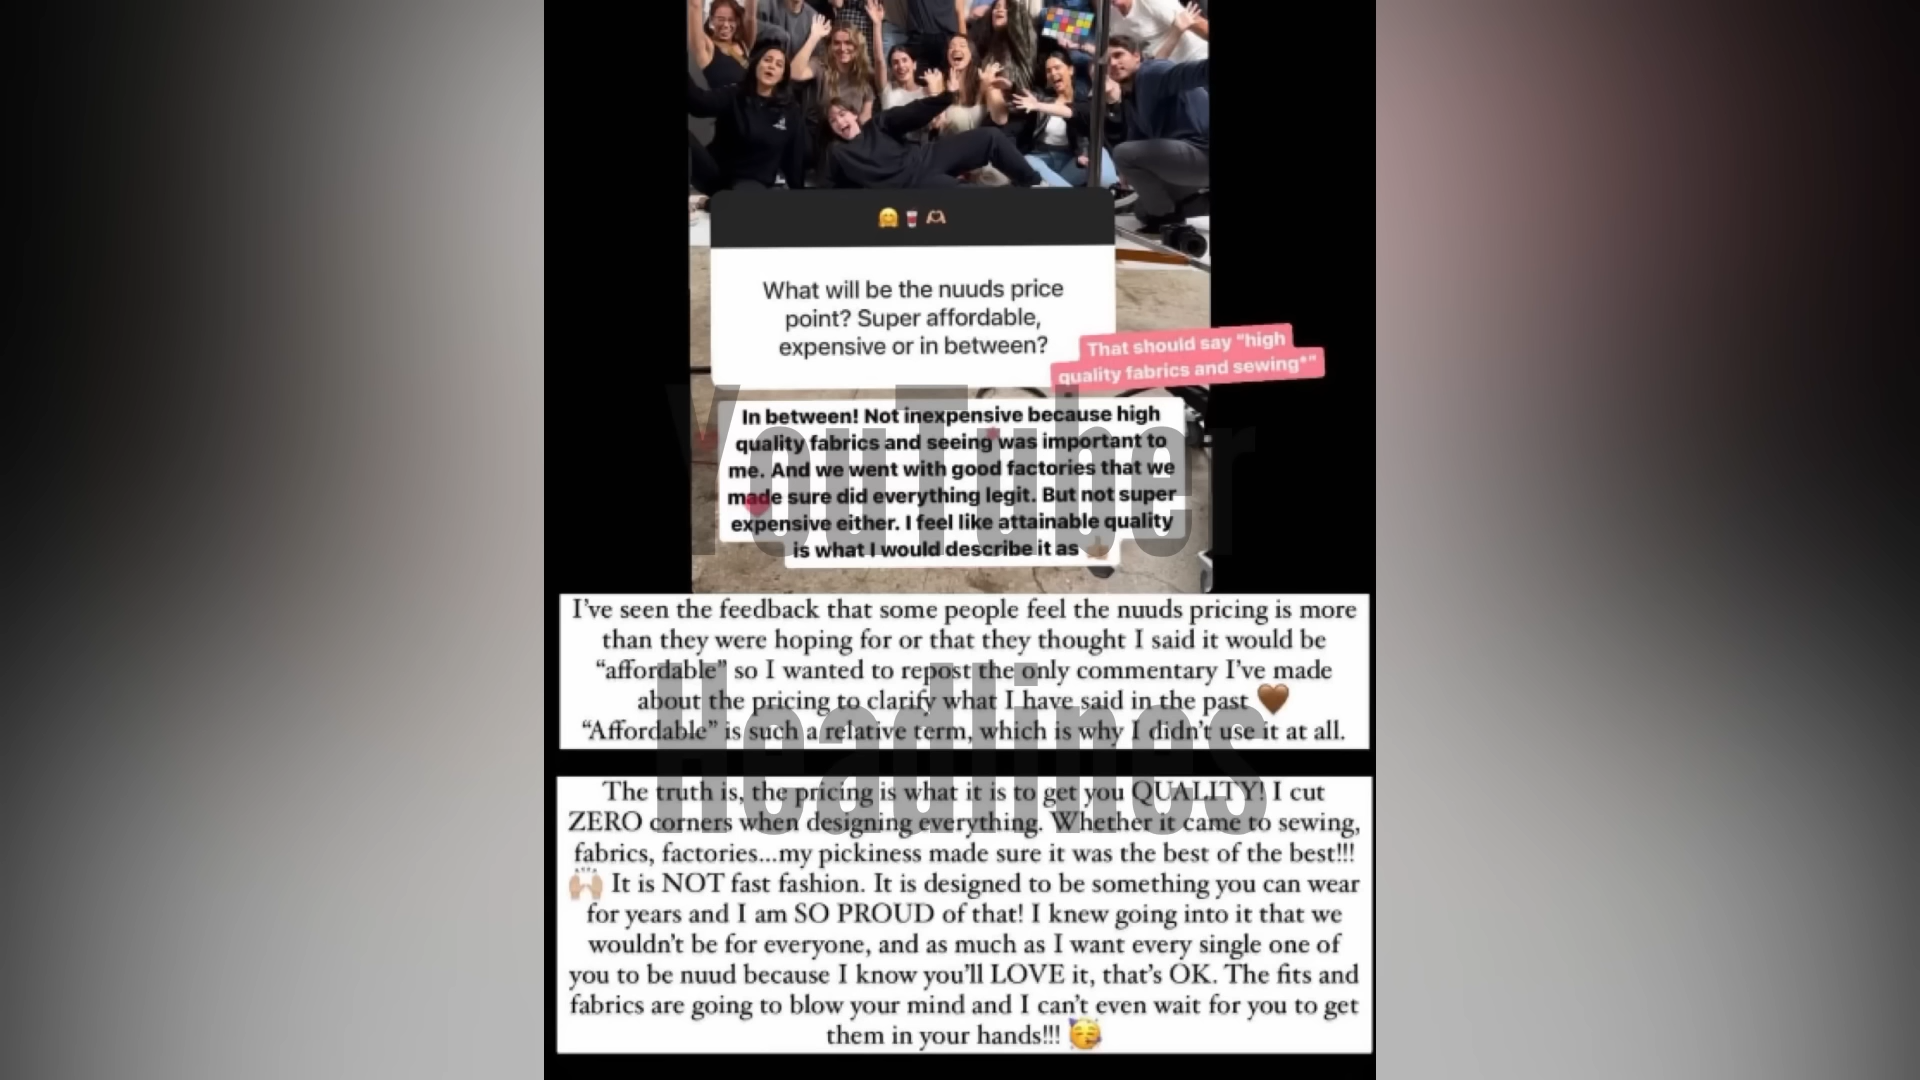 What will be the nuuds price
point? Super affordable,
expensive or in between?
That should say "high
quality fabrics and sewing*"
In between! Not inexpensive because high
quality fabrics and seeing* was important to
me. And we went with good factories that we
made sure did everything legit. But not super
expensive either. I feel like attainable quality
is what I would describe it as
YouTuber
I've seen the feedback that some people feel the nuuds pricing is more
than they were hoping for or that they thought I said it would be
“affordable” so I wanted to repost the only commentary I've made
about the pricing to clarify what I have said in the past 🤎
“Affordable” is such a relative term, which is why I didn't use it at all.
Headlines
The truth is, the pricing is what it is to get you QUALITY! I cut
ZERO corners when designing everything. Whether it came to sewing,
fabrics, factories...my pickiness made sure it was the best of the best!!!
🙌🏼 It is NOT fast fashion. It is designed to be something you can wear
for years and I am SO PROUD of that! I knew going into it that we
wouldn't be for everyone, and as much as I want every single one of
you to be nuud because I know you'll LOVE it, that's OK. The fits and
fabrics are going to blow your mind and I can't even wait for you to get
them in your hands!!! 🥳